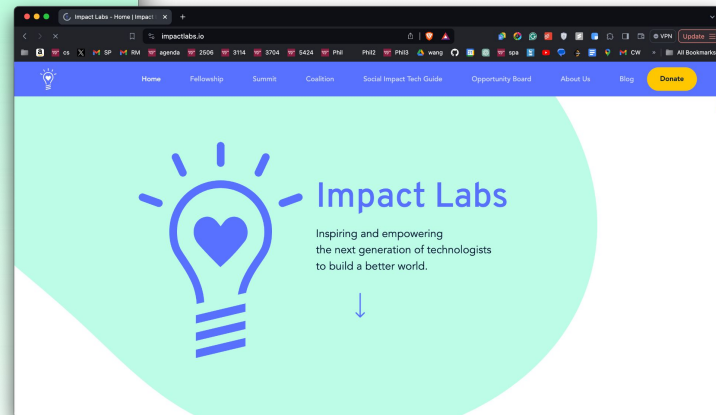 Impact Labs - Home | Impact
impactlabs.io
VPN
Update
cs SP RM agenda 2506 3114 3704 5424 Phil Phil2 Phil3 wang spa CW All Bookmarks
Home Fellowship Summit Coalition Social Impact Tech Guide Opportunity Board About Us Blog Donate
Impact Labs
Inspiring and empowering
the next generation of technologists
to build a better world.